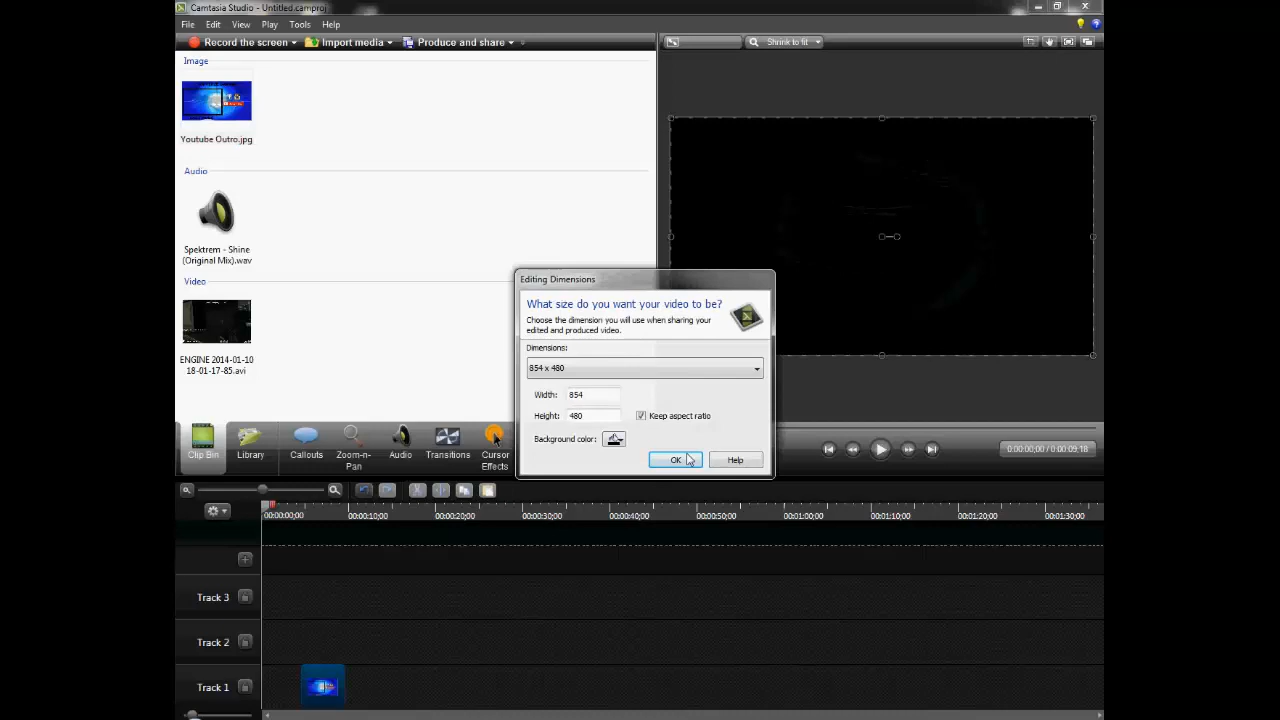 Camtasia Studio - Untitled.camproj
File Edit View Play Tools Help
Record the screen Import media Produce and share » Shrink to fit
Image
Youtube Outro.jpg
Audio
Spektrem - Shine
(Original Mix).wav
Video
ENGINE 2014-01-10
18-01-17-85.avi
Editing Dimensions
What size do you want your video to be?
Choose the dimension you will use when sharing your
edited and produced video.
Dimensions:
854 x 480
Width: 854
Height: 480 Keep aspect ratio
Background color:
OK Help
Clip Bin Library Callouts Zoom-n-
Pan Audio Transitions Cursor
Effects
0:00:00;00 / 0:00:09;18
00:00:00;00 00:00:10;00 00:00:20;00 00:00:30;00 00:00:40;00 00:00:50;00 00:01:00;00 00:01:10;00 00:01:20;00 00:01:30;00
Track 3
Track 2
Track 1